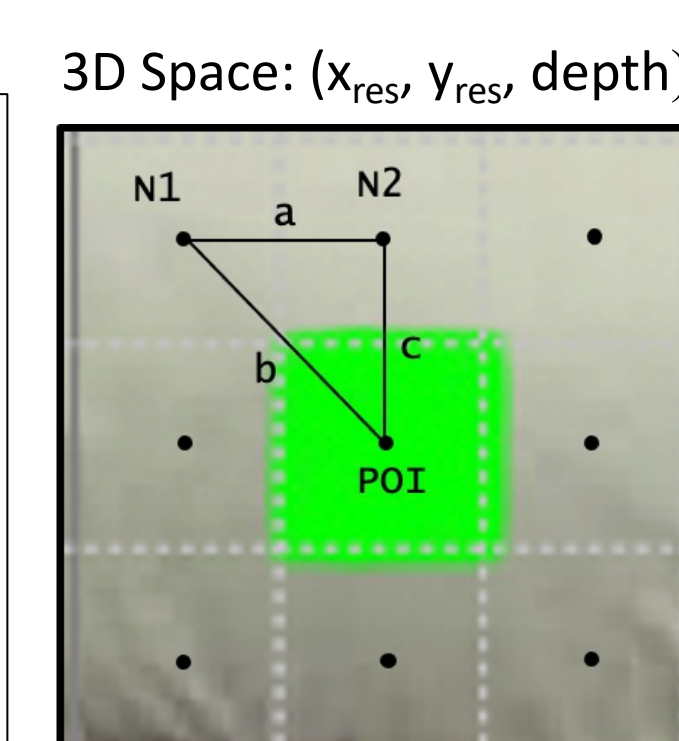 3D Space: (xres, yres, depth)
N1
N2
a
c
b
POI